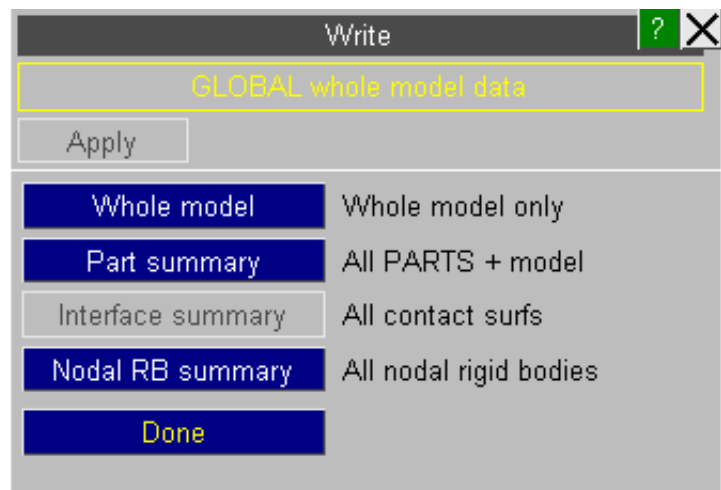 Write ?
GLOBAL whole model data
Apply
Whole model Whole model only
Part summary All PARTS + model
Interface summary All contact surfs
Nodal RB summary All nodal rigid bodies
Done